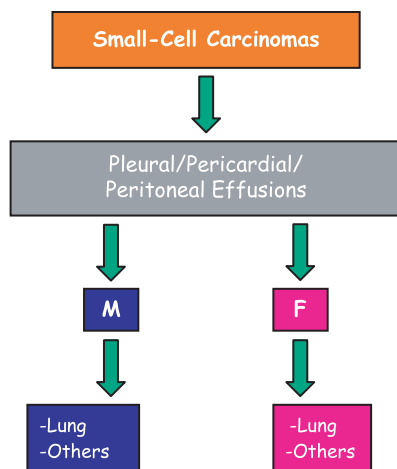 Small-Cell Carcinomas
Pleural/Pericardial/
Peritoneal Effusions
M
F
-Lung
-Others
-Lung
-Others